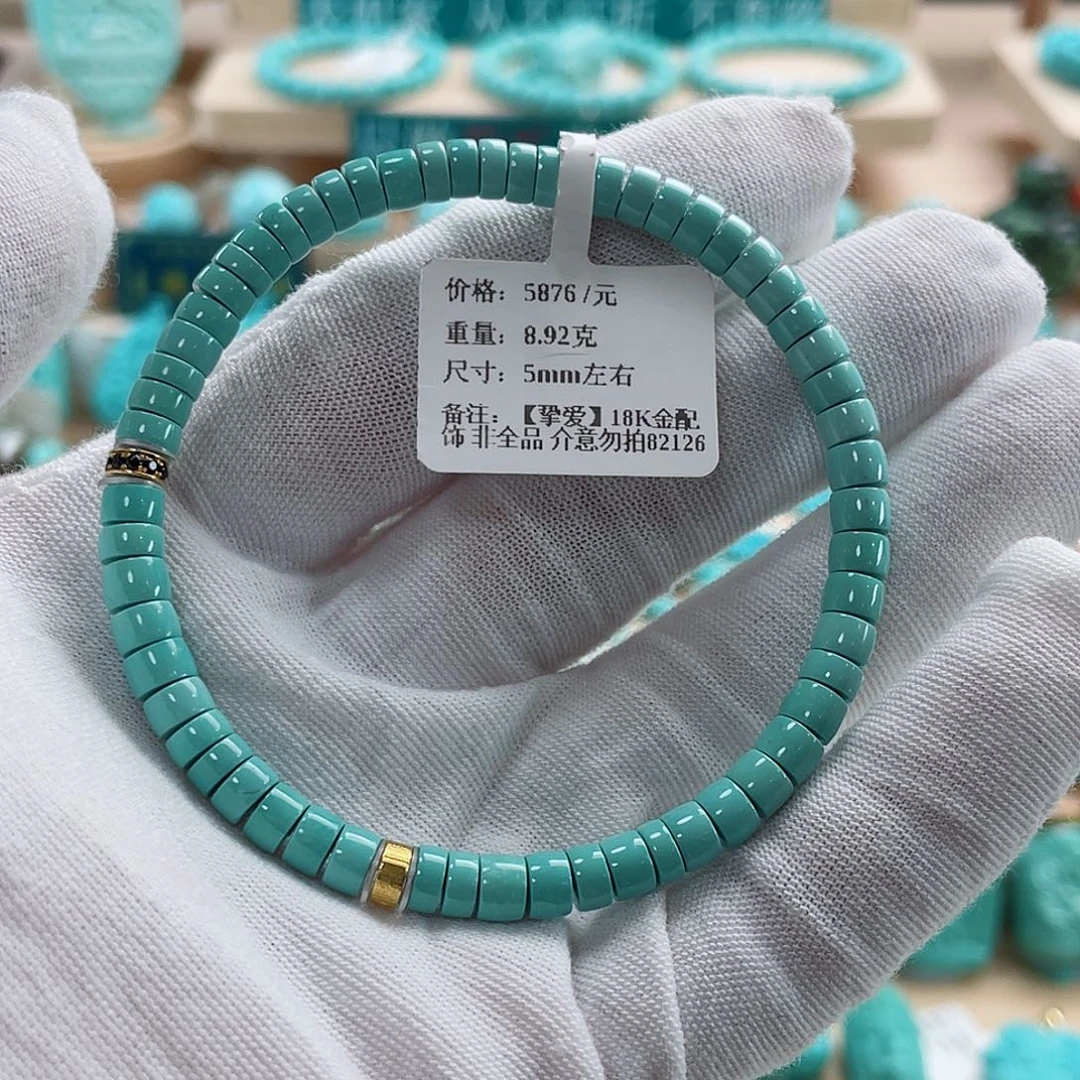 价格：5876 /元
重量：8.92克
尺寸：5mm左右
备注：【挚爱】18K金配
饰 非全品 介意勿拍82126